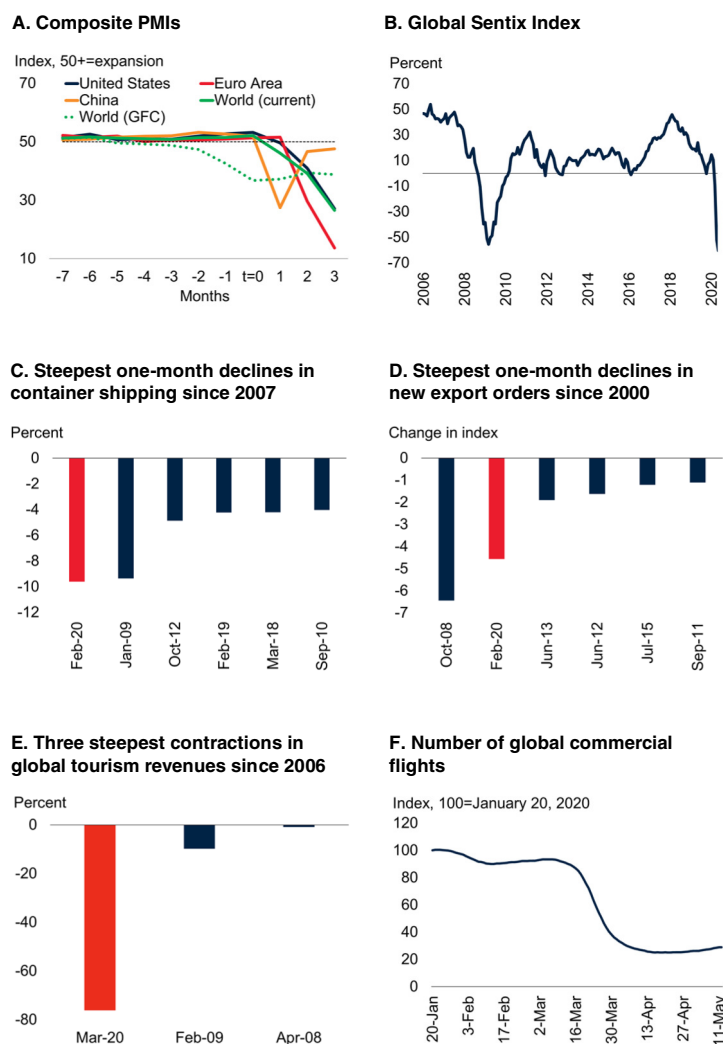 A. Composite PMIs
Index, 50+=expansion
70
50
30
10
United States
Euro Area
China
World (current)
World (GFC)
-7 -6 -5 -4 -3 -2 -1 t=0 1 2 3
Months
B. Global Sentix Index
Percent
70
50
30
10
-10
-30
-50
-70
2006 2008 2010 2012 2014 2016 2018 2020
C. Steepest one-month declines in
container shipping since 2007
Percent
0
-2
-4
-6
-8
-10
-12
Feb-20 Jan-09 Oct-12 Feb-19 Mar-18 Sep-10
D. Steepest one-month declines in
new export orders since 2000
Change in index
0
-1
-2
-3
-4
-5
-6
-7
Oct-08 Feb-20 Jun-13 Jun-12 Jul-15 Sep-11
E. Three steepest contractions in
global tourism revenues since 2006
Percent
0
-20
-40
-60
-80
Mar-20 Feb-09 Apr-08
F. Number of global commercial
flights
Index, 100=January 20, 2020
120
100
80
60
40
20
0
20-Jan 3-Feb 17-Feb 2-Mar 16-Mar 30-Mar 13-Apr 27-Apr 11-May